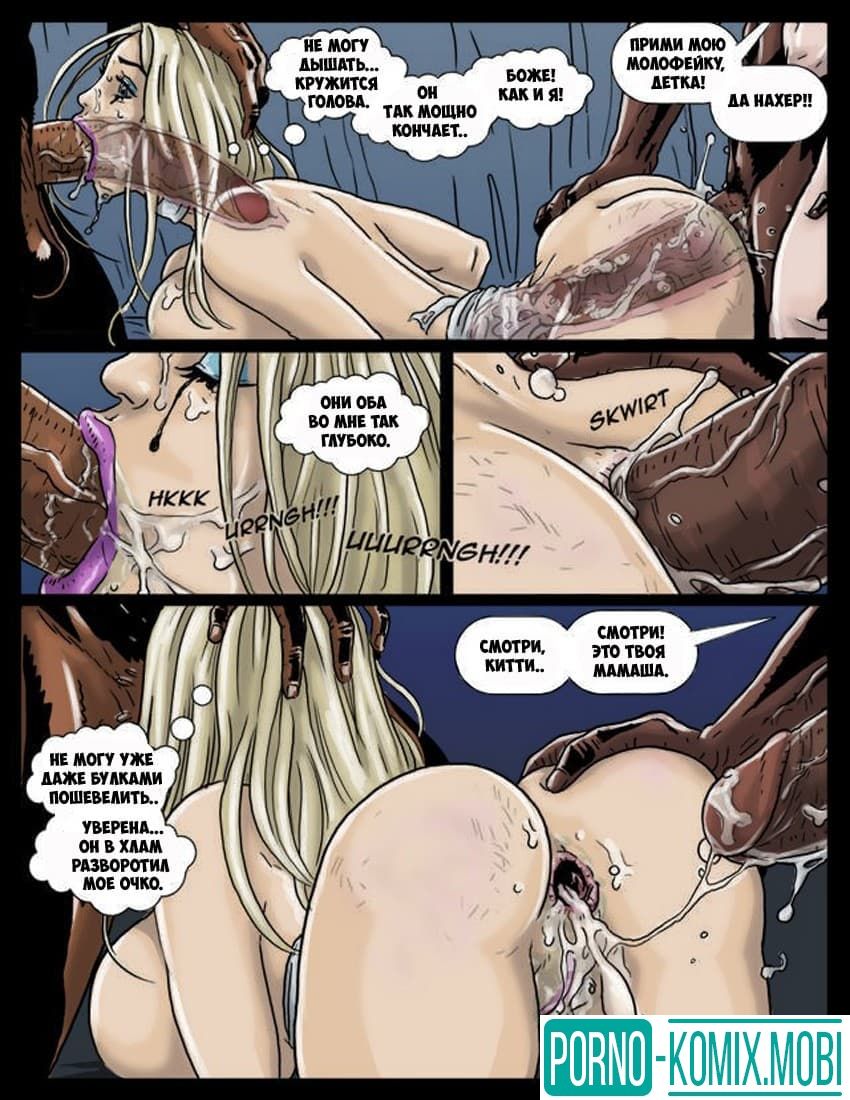 НЕ МОГУ
ДЫШАТЬ...
КРУЖИТСЯ
ГОЛОВА.
ОН
ТАК МОЩНО
КОНЧАЕТ..
БОЖЕ!
КАК И Я!
ПРИМИ МОЮ
МОЛОФЕЙКУ,
ДЕТКА!
ДА НАХЕР!!
ОНИ ОБА
ВО МНЕ ТАК
ГЛУБОКО.
HKKK
URRNGH!!!
UUURRNGH!!!
SKWIRT
СМОТРИ,
КИТТИ..
СМОТРИ!
ЭТО ТВОЯ
МАМАША.
НЕ МОГУ УЖЕ
ДАЖЕ БУЛКАМИ
ПОШЕВЕЛИТЬ..
УВЕРЕНА...
ОН В ХЛАМ
РАЗВОРОТИЛ
МОЕ ОЧКО.
PORNO-KOMIX.MOBI